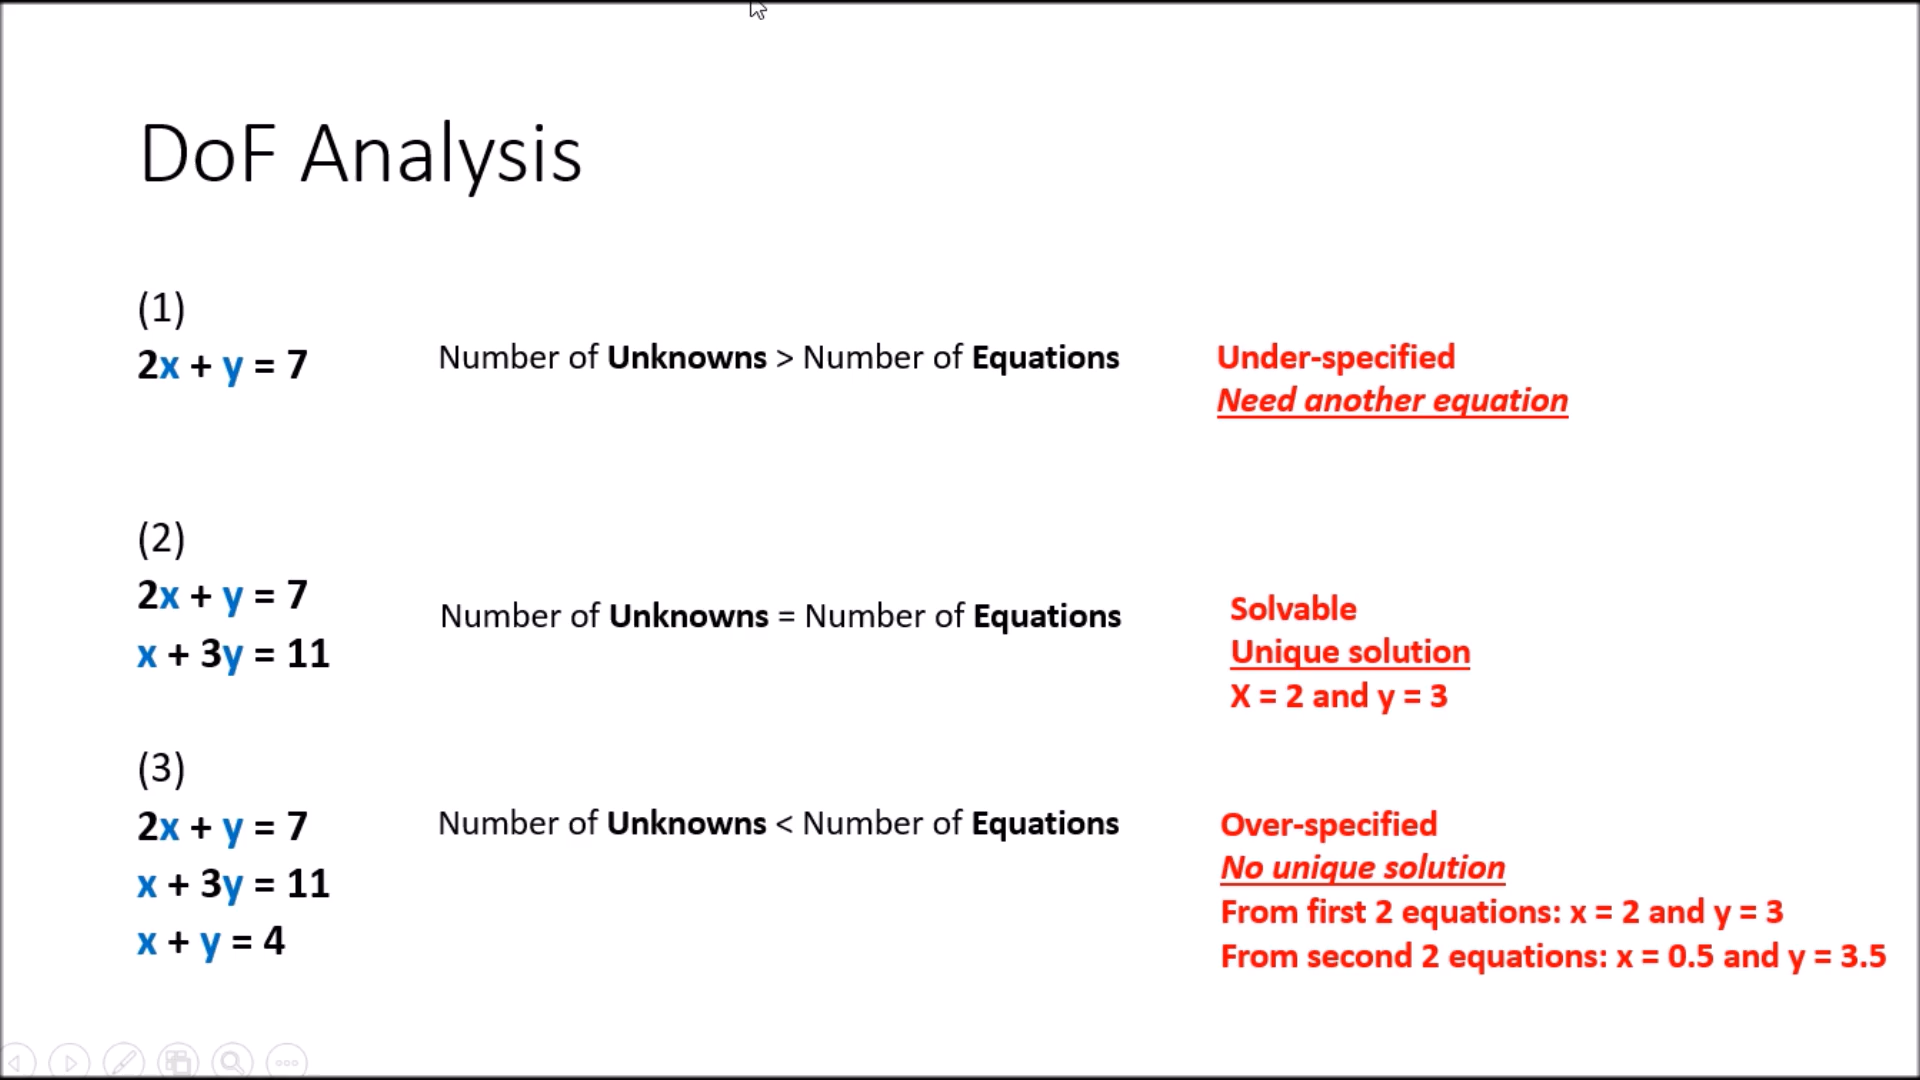 DoF Analysis
(1)
2x + y = 7
Number of Unknowns > Number of Equations
Under-specified
Need another equation
(2)
2x + y = 7
x + 3y = 11
Number of Unknowns = Number of Equations
Solvable
Unique solution
X = 2 and y = 3
(3)
2x + y = 7
x + 3y = 11
x + y = 4
Number of Unknowns < Number of Equations
Over-specified
No unique solution
From first 2 equations: x = 2 and y = 3
From second 2 equations: x = 0.5 and y = 3.5